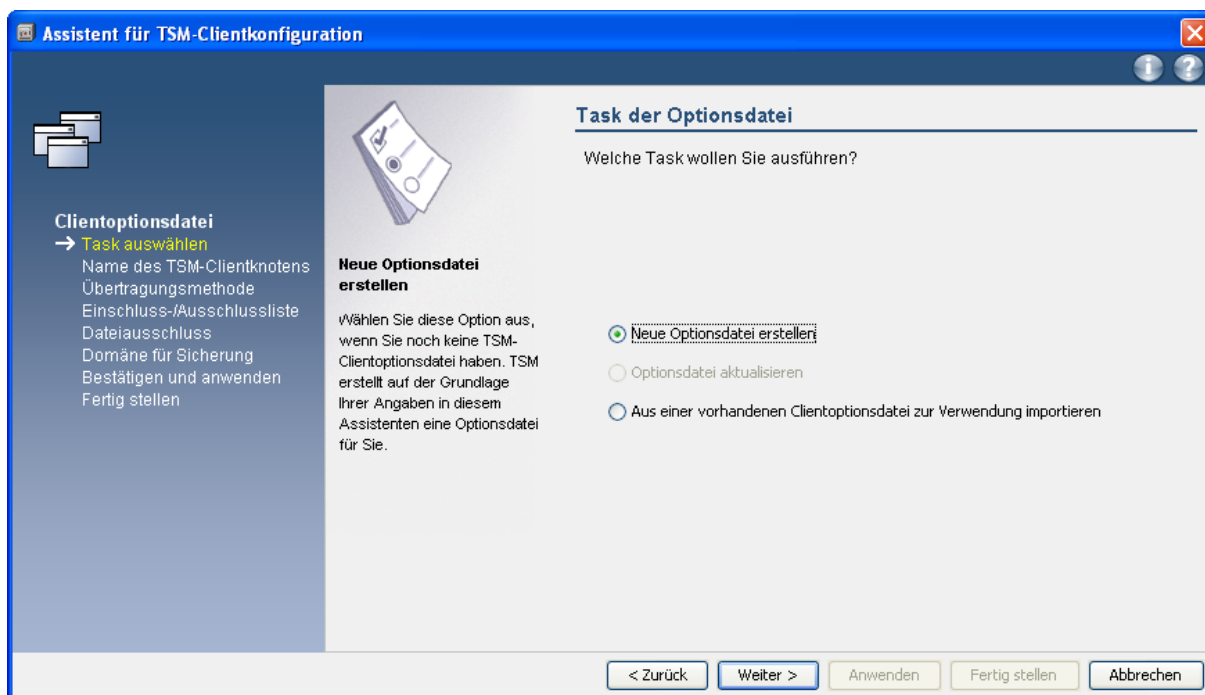 Assistent für TSM-Clientkonfiguration
Clientoptionsdatei
Task auswählen
Name des TSM-Clientknotens
Übertragungsmethode
Einschluss-/Ausschlussliste
Dateiausschluss
Domäne für Sicherung
Bestätigen und anwenden
Fertig stellen
Neue Optionsdatei
erstellen
Wählen Sie diese Option aus,
wenn Sie noch keine TSM-
Clientoptionsdatei haben. TSM
erstellt auf der Grundlage
Ihrer Angaben in diesem
Assistenten eine Optionsdatei
für Sie.
Task der Optionsdatei
Welche Task wollen Sie ausführen?
Neue Optionsdatei erstellen
Optionsdatei aktualisieren
Aus einer vorhandenen Clientoptionsdatei zur Verwendung importieren
< Zurück
Weiter >
Anwenden
Fertig stellen
Abbrechen